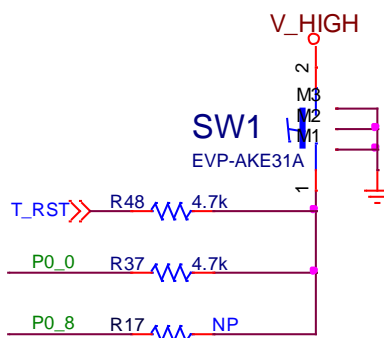 V_HIGH
2
M3
M2
SW1
M1
EVP-AKE31A
1
T_RST R48 4.7k
P0_0 R37 4.7k
P0_8 R17 NP